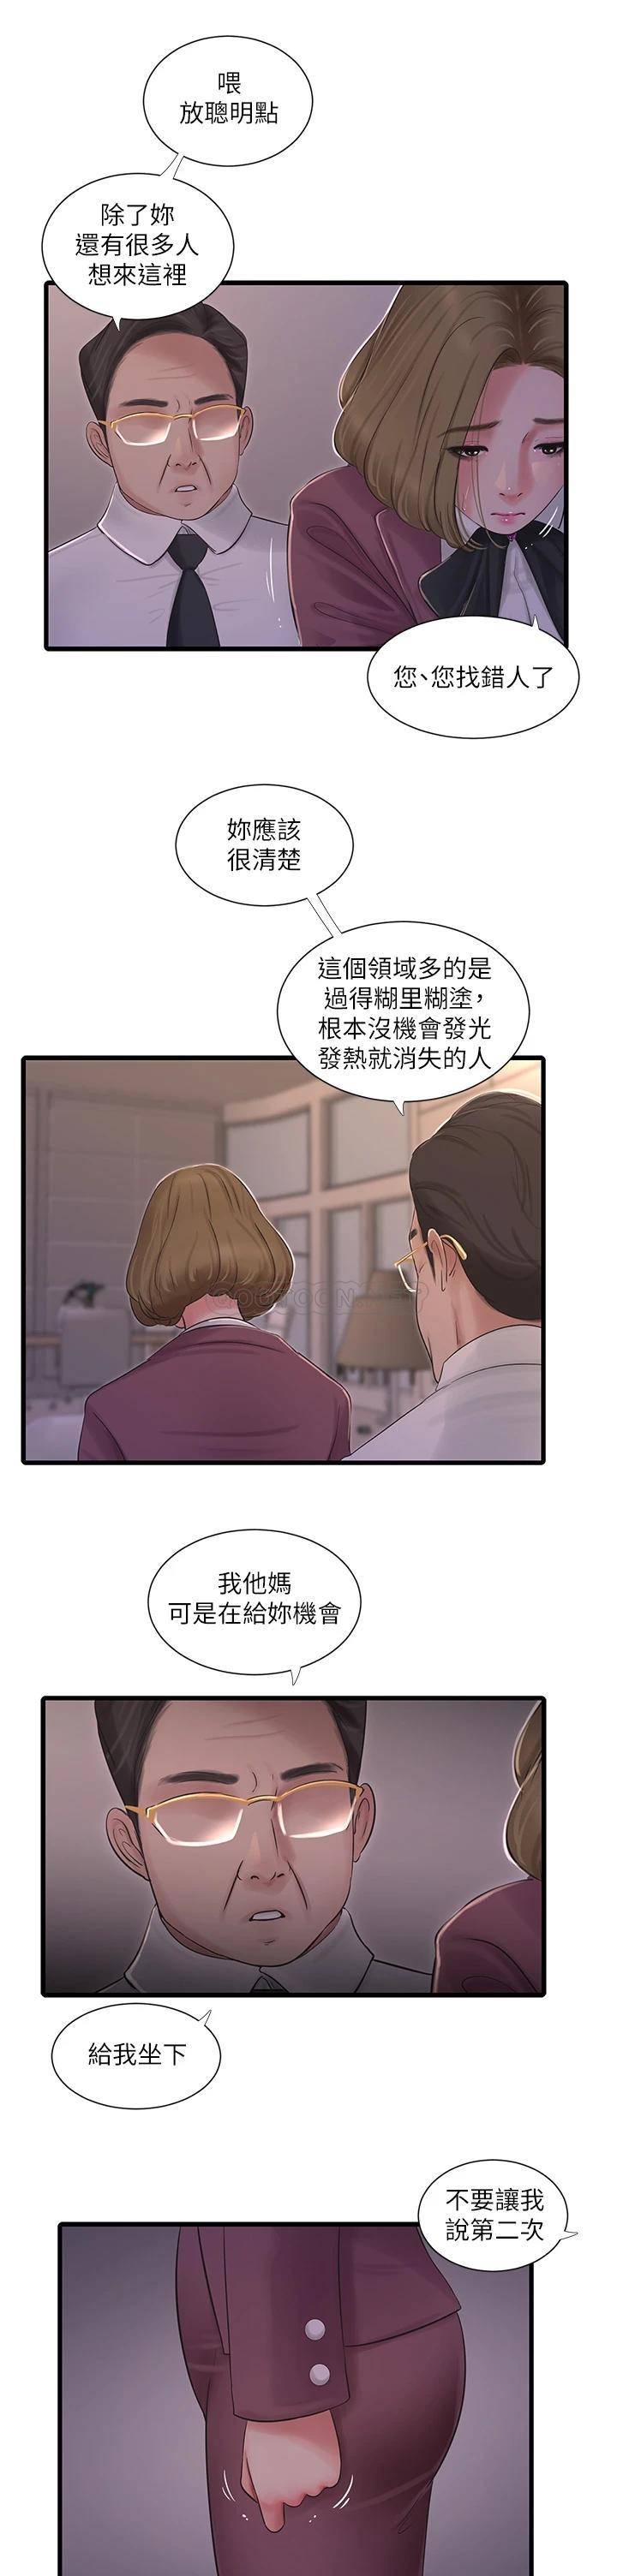 喂
放聰明點
除了妳
還有很多人
想來這裡
您、您找錯人了
妳應該
很清楚
這個領域多的是
過得糊里糊塗，
根本沒機會發光
發熱就消失的人
我他媽
可是在給妳機會
給我坐下
不要讓我
說第二次